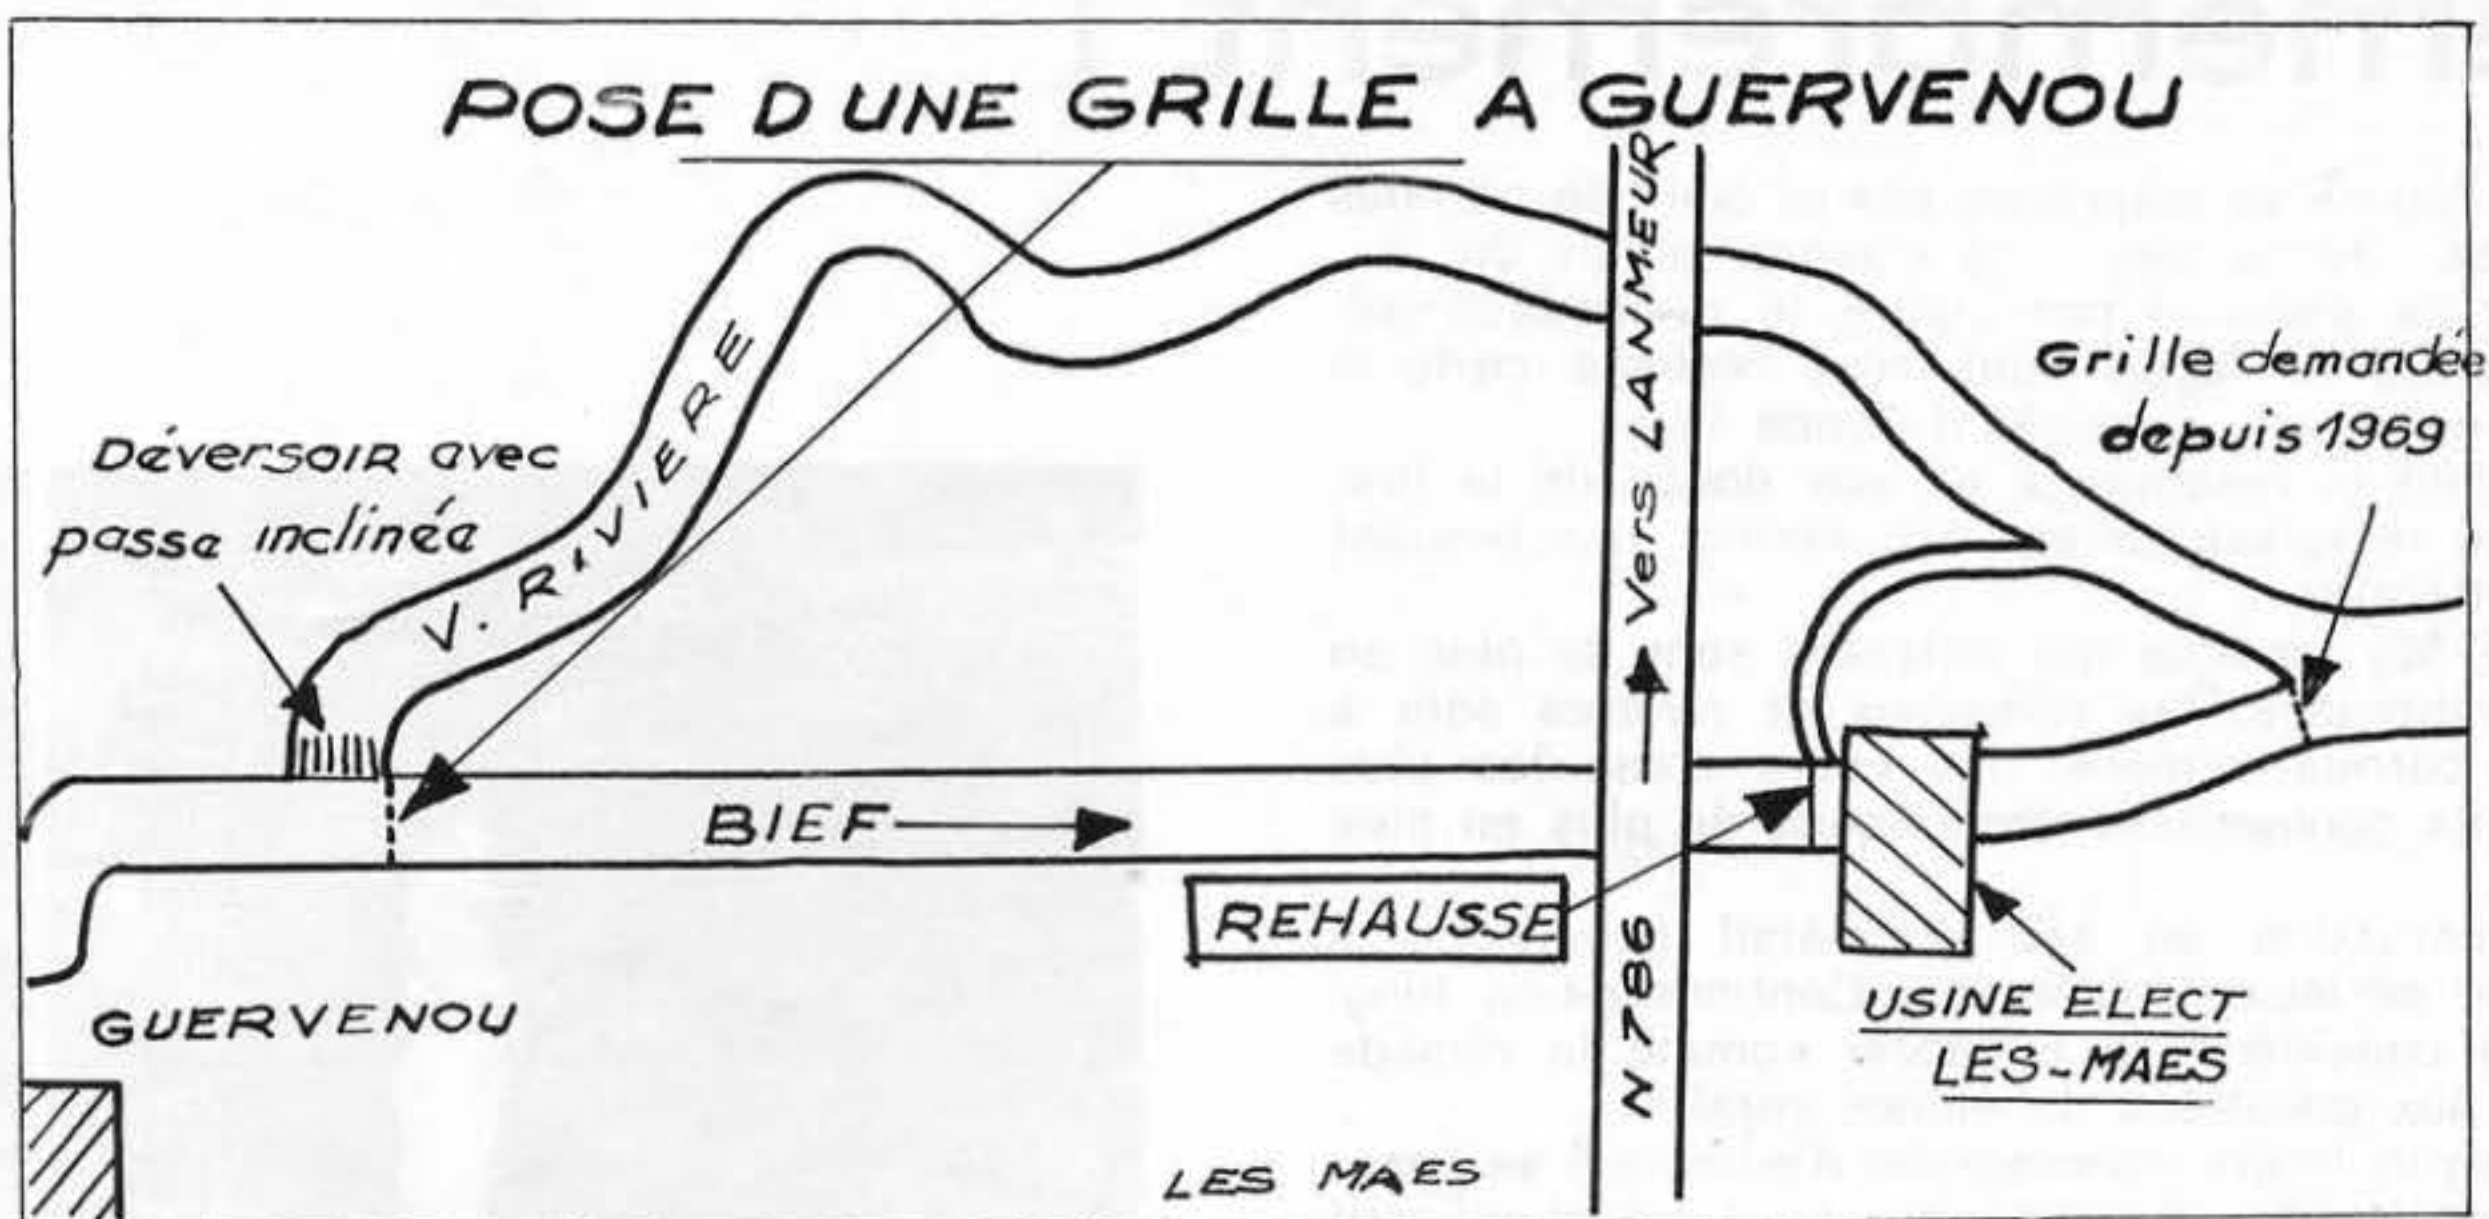 POSE D UNE GRILLE A GUERVENOU
Vers LANMEUR
Grille demandée
depuis 1969
Déversoir avec
passe inclinée
V. RIVIERE
BIEF
REHAUSSE
N 786
GUERVENOU
USINE ELECT
LES-MAES
LES MAES